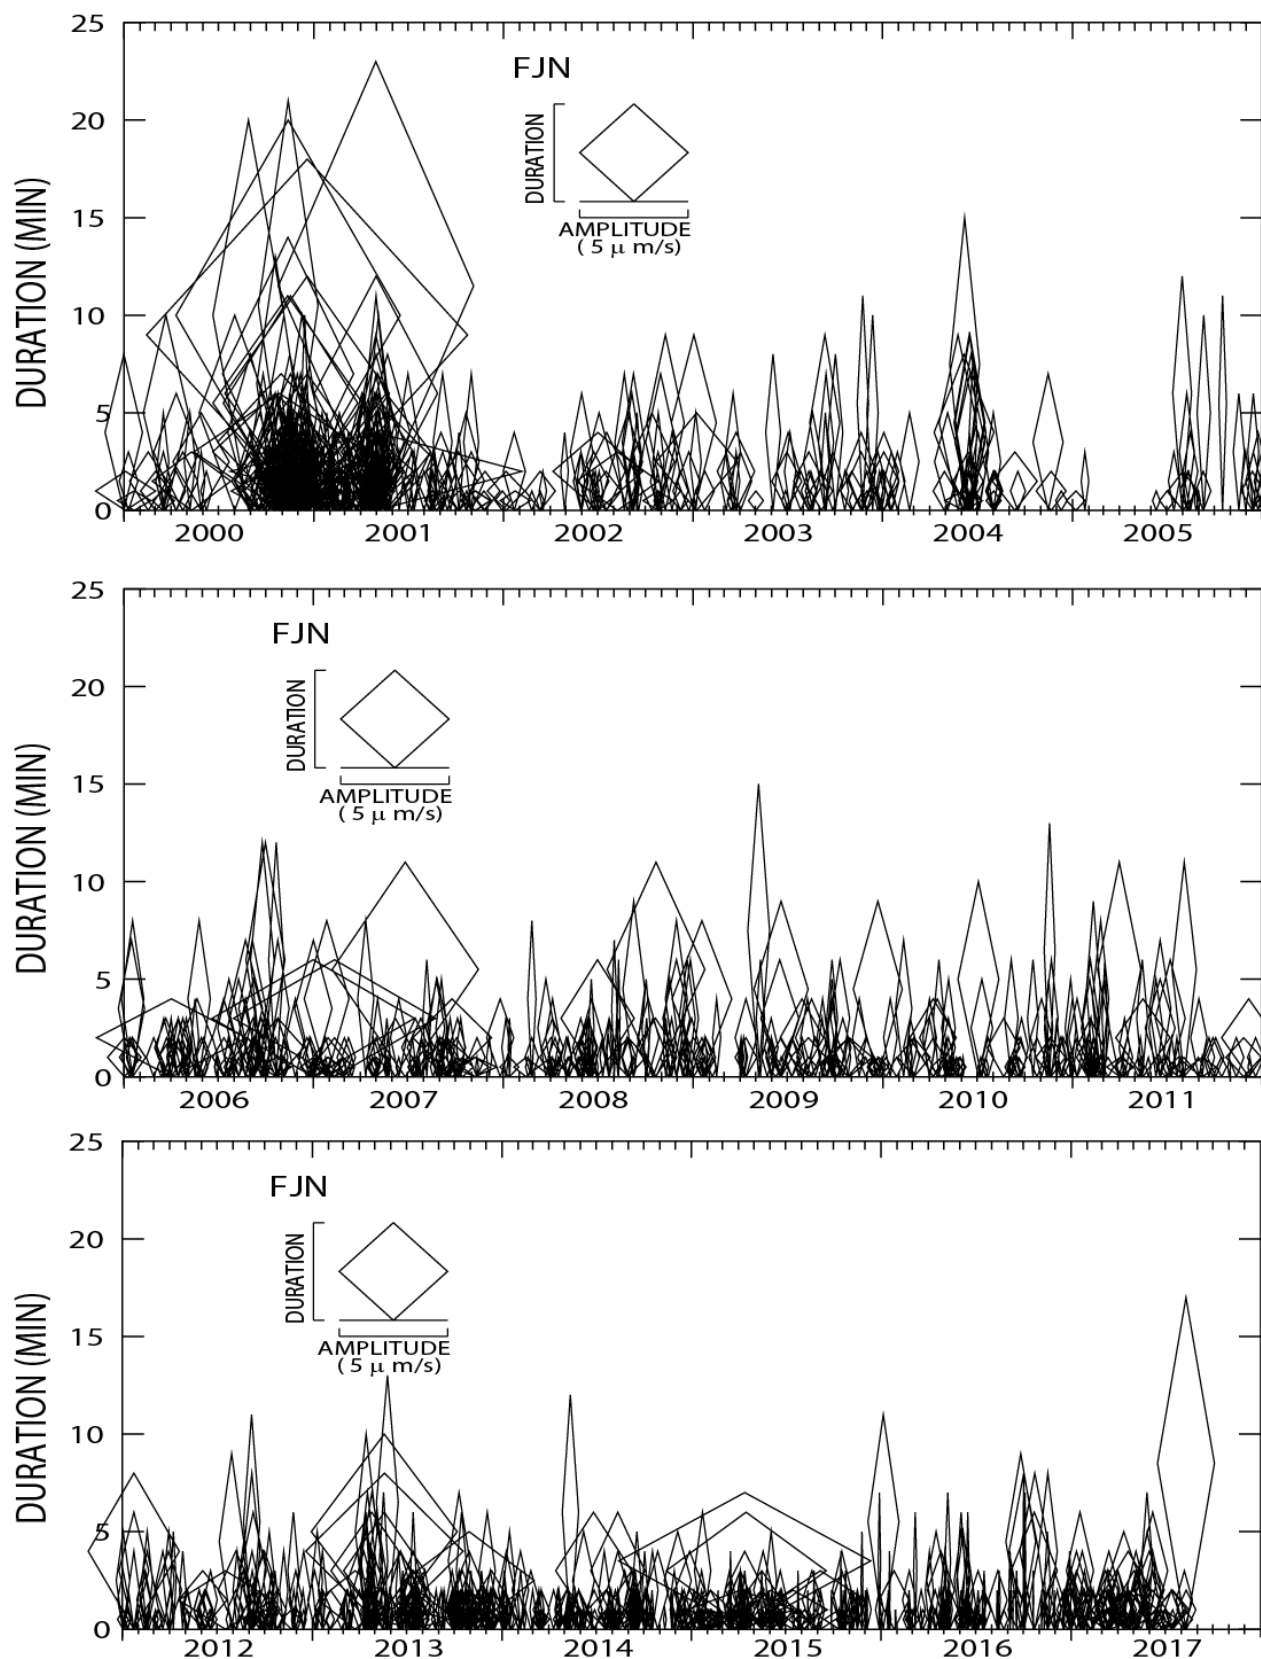 25
20
15
10
5
0
DURATION (MIN)
FJN
DURATION
AMPLITUDE
( 5 μ m/s)
2000 2001 2002 2003 2004 2005
25
20
15
10
5
0
DURATION (MIN)
FJN
DURATION
AMPLITUDE
( 5 μ m/s)
2006 2007 2008 2009 2010 2011
25
20
15
10
5
0
DURATION (MIN)
FJN
DURATION
AMPLITUDE
( 5 μ m/s)
2012 2013 2014 2015 2016 2017